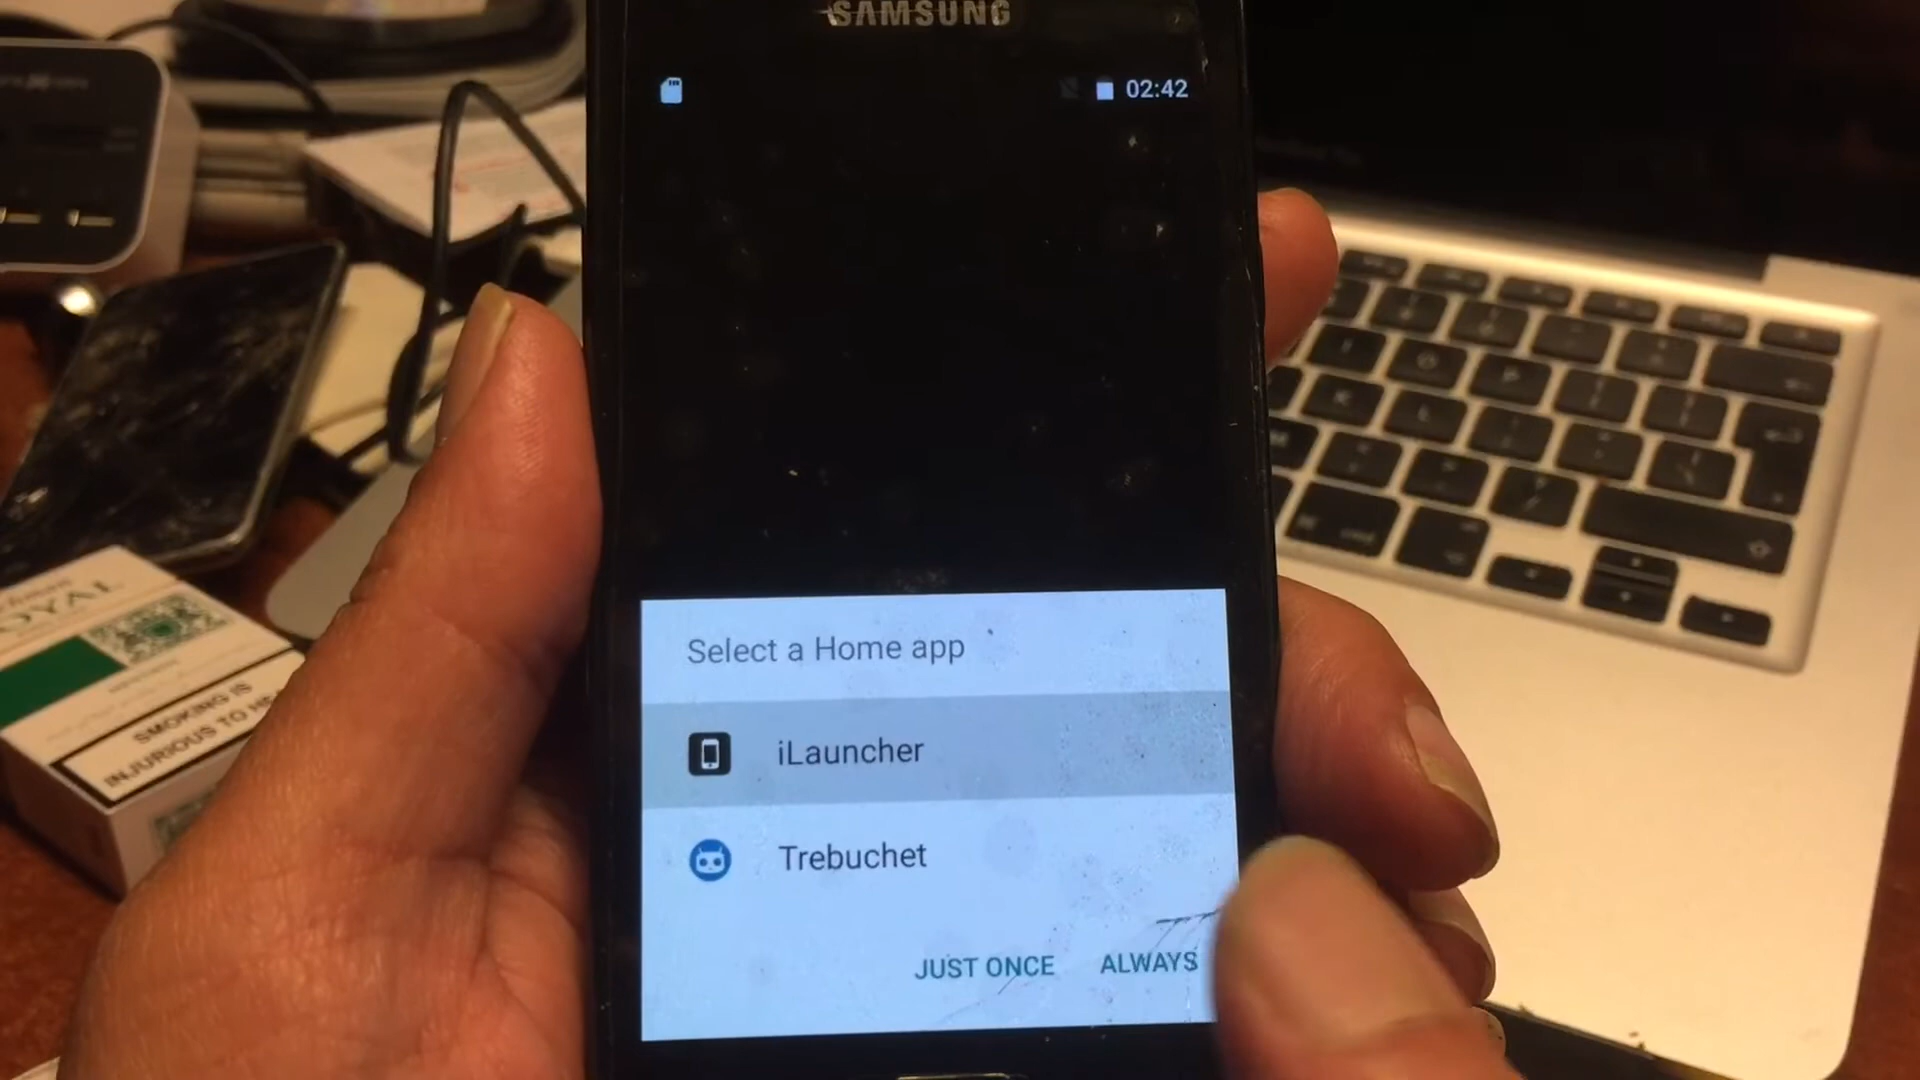 SAMSUNG
02:42
Select a Home app
iLauncher
Trebuchet
JUST ONCE
ALWAYS
SMOKING IS
INJURIOUS TO